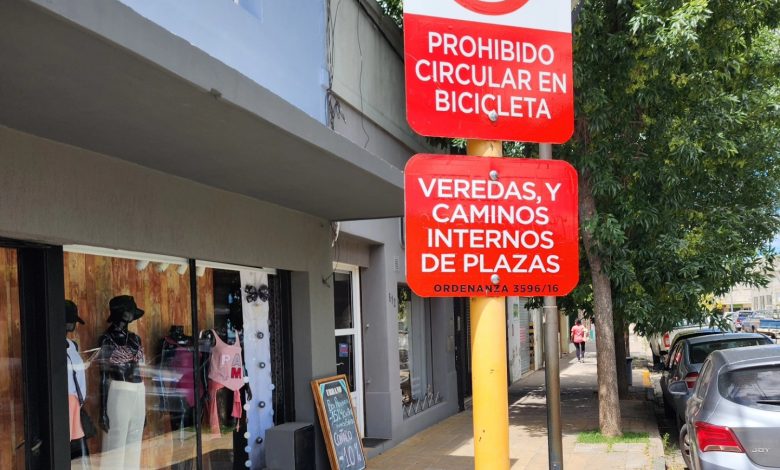 PROHIBIDO
CIRCULAR EN
BICICLETA
VEREDAS, Y
CAMINOS
INTERNOS
DE PLAZAS
ORDENANZA 3596/16